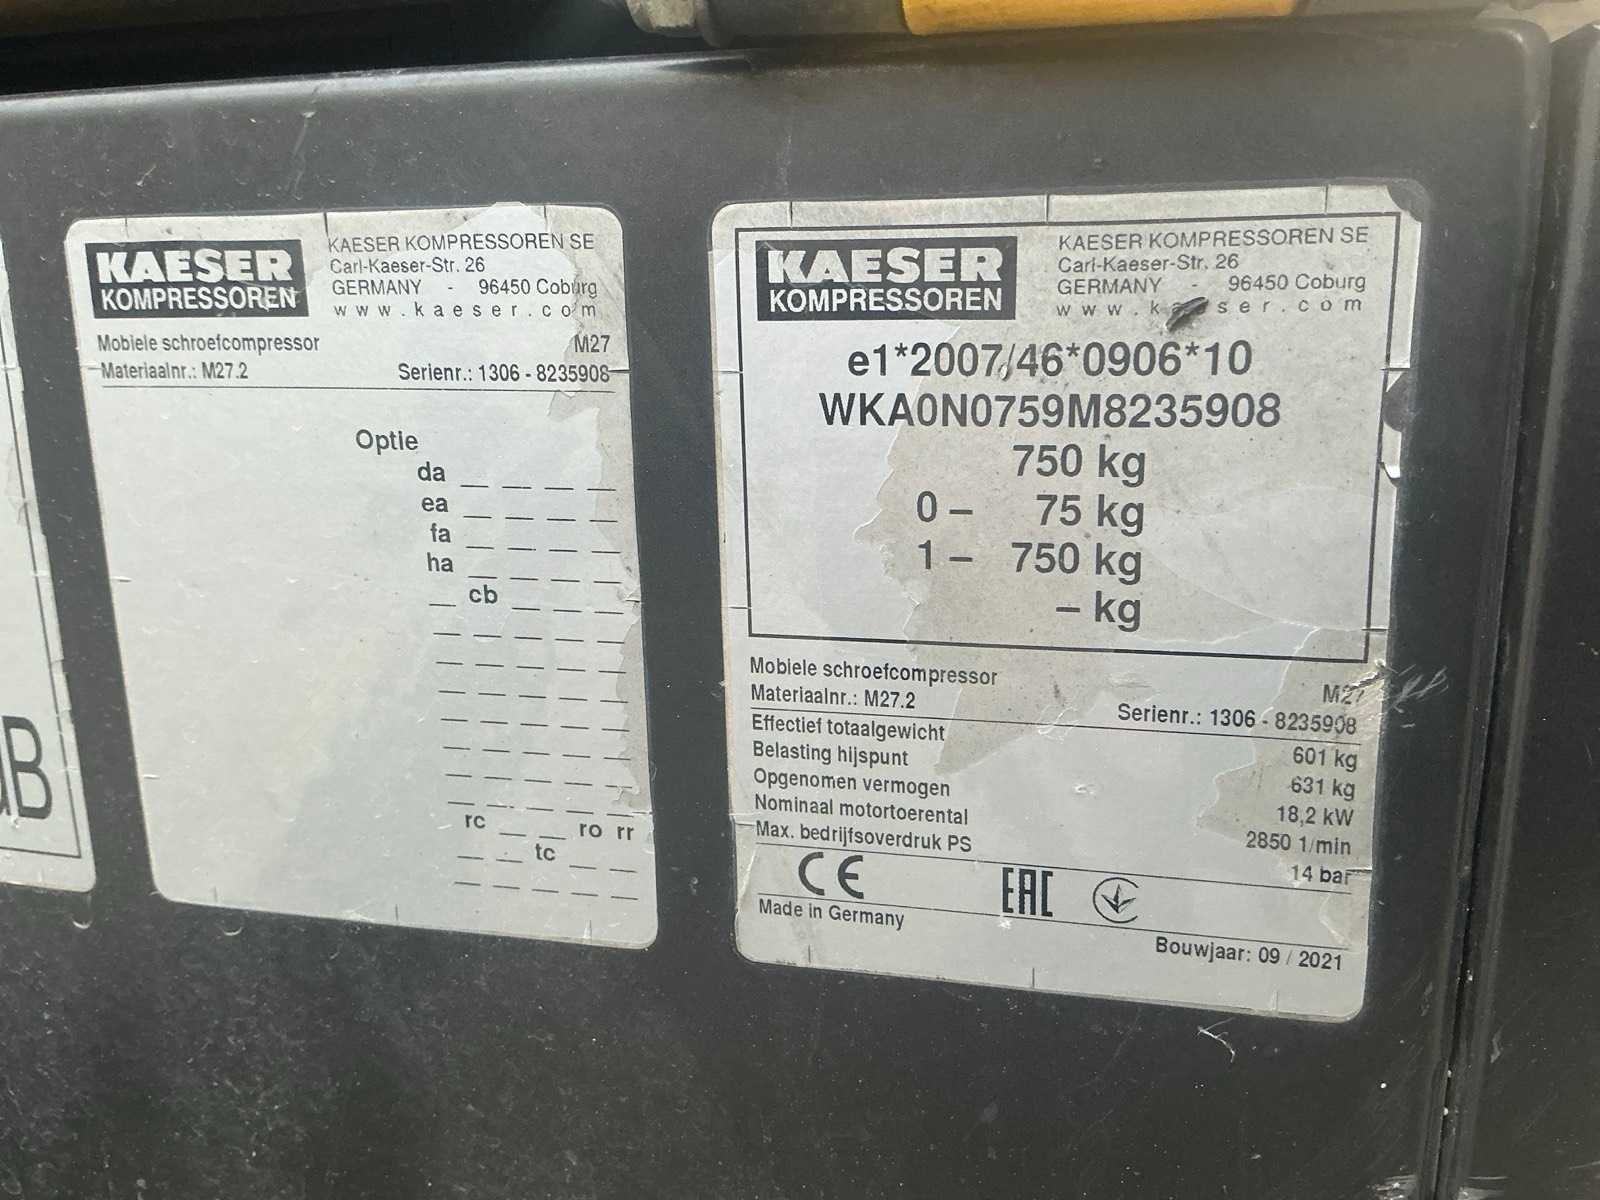 KAESER
KOMPRESSOREN
KAESER KOMPRESSOREN SE
Carl-Kaeser-Str. 26
GERMANY - 96450 Coburg
www.kaeser.com
Mobiele schroefcompressor M27
Materiaalnr.: M27.2 Serienr.: 1306 - 8235908
Optie
da _ _ _ _
ea _ _ _ _
fa _ _ _ _
ha _ _ _ _
_ cb _ _ _
rc _ _ ro rr
_ _ tc _ _
KAESER
KOMPRESSOREN
KAESER KOMPRESSOREN SE
Carl-Kaeser-Str. 26
GERMANY - 96450 Coburg
www.kaeser.com
e1*2007/46*0906*10
WKA0N0759M8235908
750 kg
0 – 75 kg
1 – 750 kg
– kg
Mobiele schroefcompressor M27
Materiaalnr.: M27.2 Serienr.: 1306 - 8235908
Effectief totaalgewicht 601 kg
Belasting hijspunt 631 kg
Opgenomen vermogen 18,2 kW
Nominaal motortoerental 2850 1/min
Max. bedrijfsoverdruk PS 14 bar
CE EAC
Made in Germany
Bouwjaar: 09 / 2021